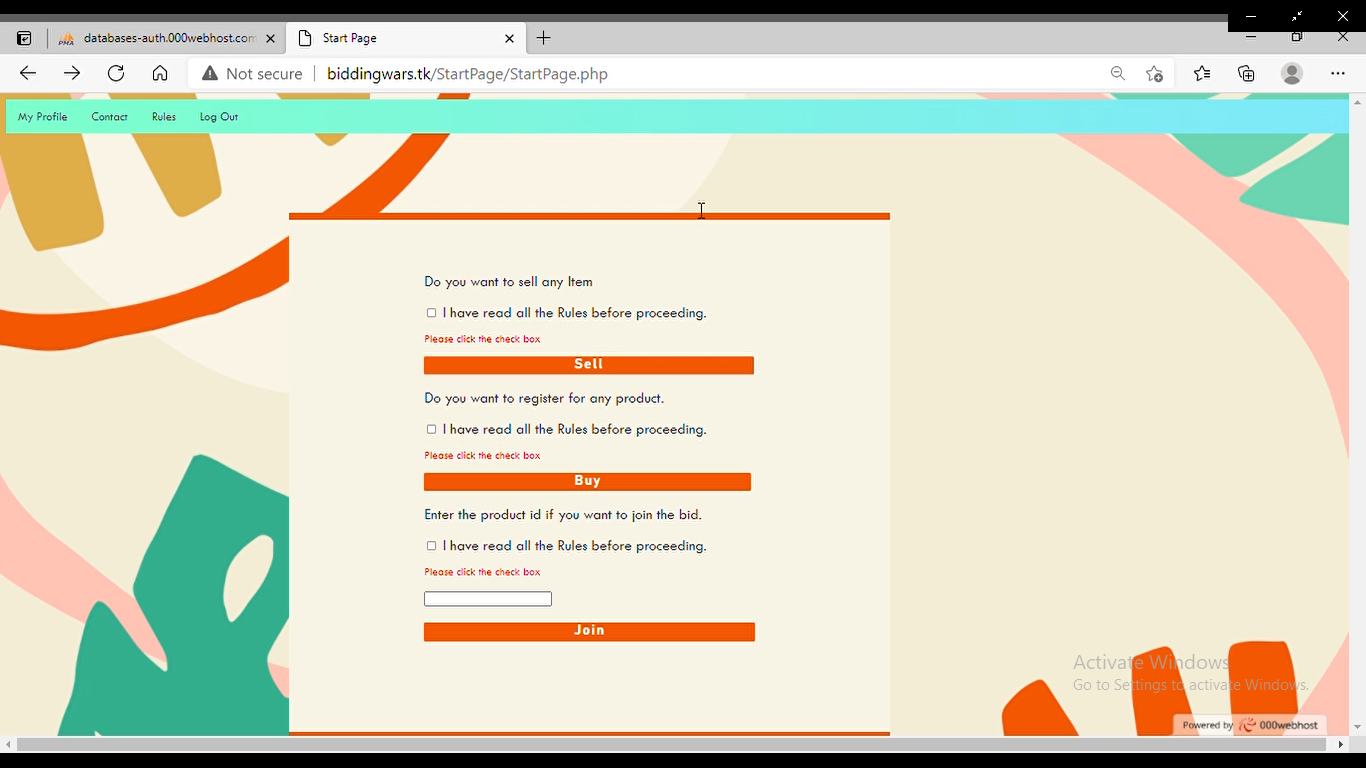 databases-auth.000webhost.com
Start Page
Not secure
biddingwars.tk/StartPage/StartPage.php
My Profile Contact Rules Log Out
Do you want to sell any Item
I have read all the Rules before proceeding.
Please click the check box
Sell
Do you want to register for any product.
I have read all the Rules before proceeding.
Please click the check box
Buy
Enter the product id if you want to join the bid.
I have read all the Rules before proceeding.
Please click the check box
Join
Activate Windows
Go to Settings to activate Windows.
Powered by 000webhost